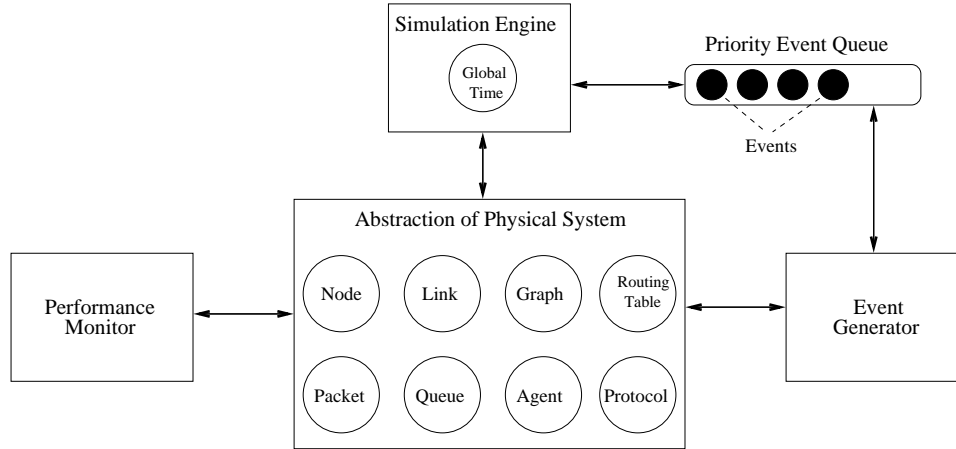 Simulation Engine
Global
Time
Priority Event Queue
Events
Abstraction of Physical System
Node
Link
Graph
Routing
Table
Packet
Queue
Agent
Protocol
Performance
Monitor
Event
Generator